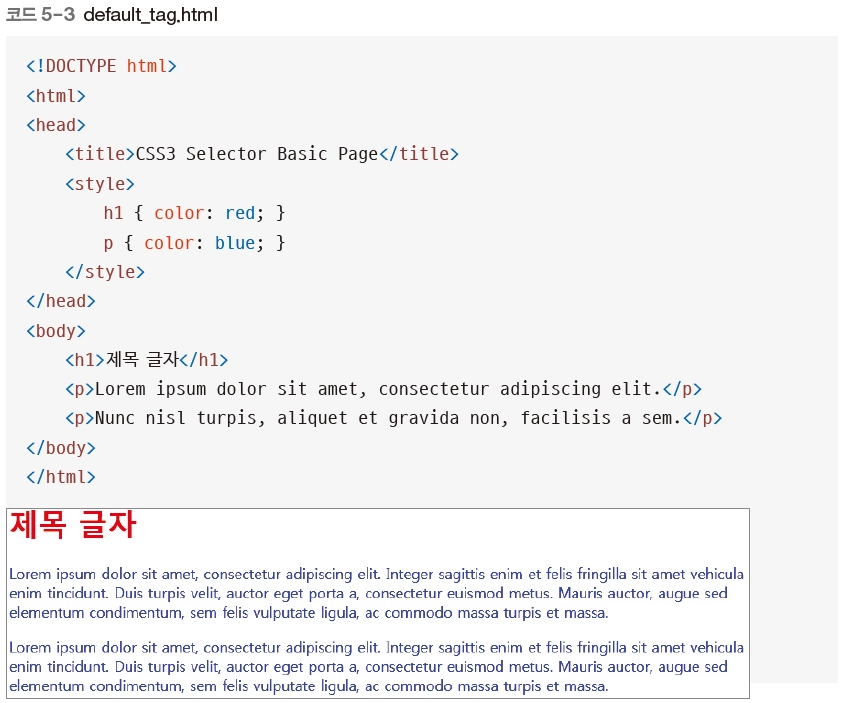 코드 5-3 default_tag.html
<!DOCTYPE html>
<html>
<head>
    <title>CSS3 Selector Basic Page</title>
    <style>
        h1 { color: red; }
        p { color: blue; }
    </style>
</head>
<body>
    <h1>제목 글자</h1>
    <p>Lorem ipsum dolor sit amet, consectetur adipiscing elit.</p>
    <p>Nunc nisl turpis, aliquet et gravida non, facilisis a sem.</p>
</body>
</html>
제목 글자
Lorem ipsum dolor sit amet, consectetur adipiscing elit. Integer sagittis enim et felis fringilla sit amet vehicula
enim tincidunt. Duis turpis velit, auctor eget porta a, consectetur euismod metus. Mauris auctor, augue sed
elementum condimentum, sem felis vulputate ligula, ac commodo massa turpis et massa.
Lorem ipsum dolor sit amet, consectetur adipiscing elit. Integer sagittis enim et felis fringilla sit amet vehicula
enim tincidunt. Duis turpis velit, auctor eget porta a, consectetur euismod metus. Mauris auctor, augue sed
elementum condimentum, sem felis vulputate ligula, ac commodo massa turpis et massa.